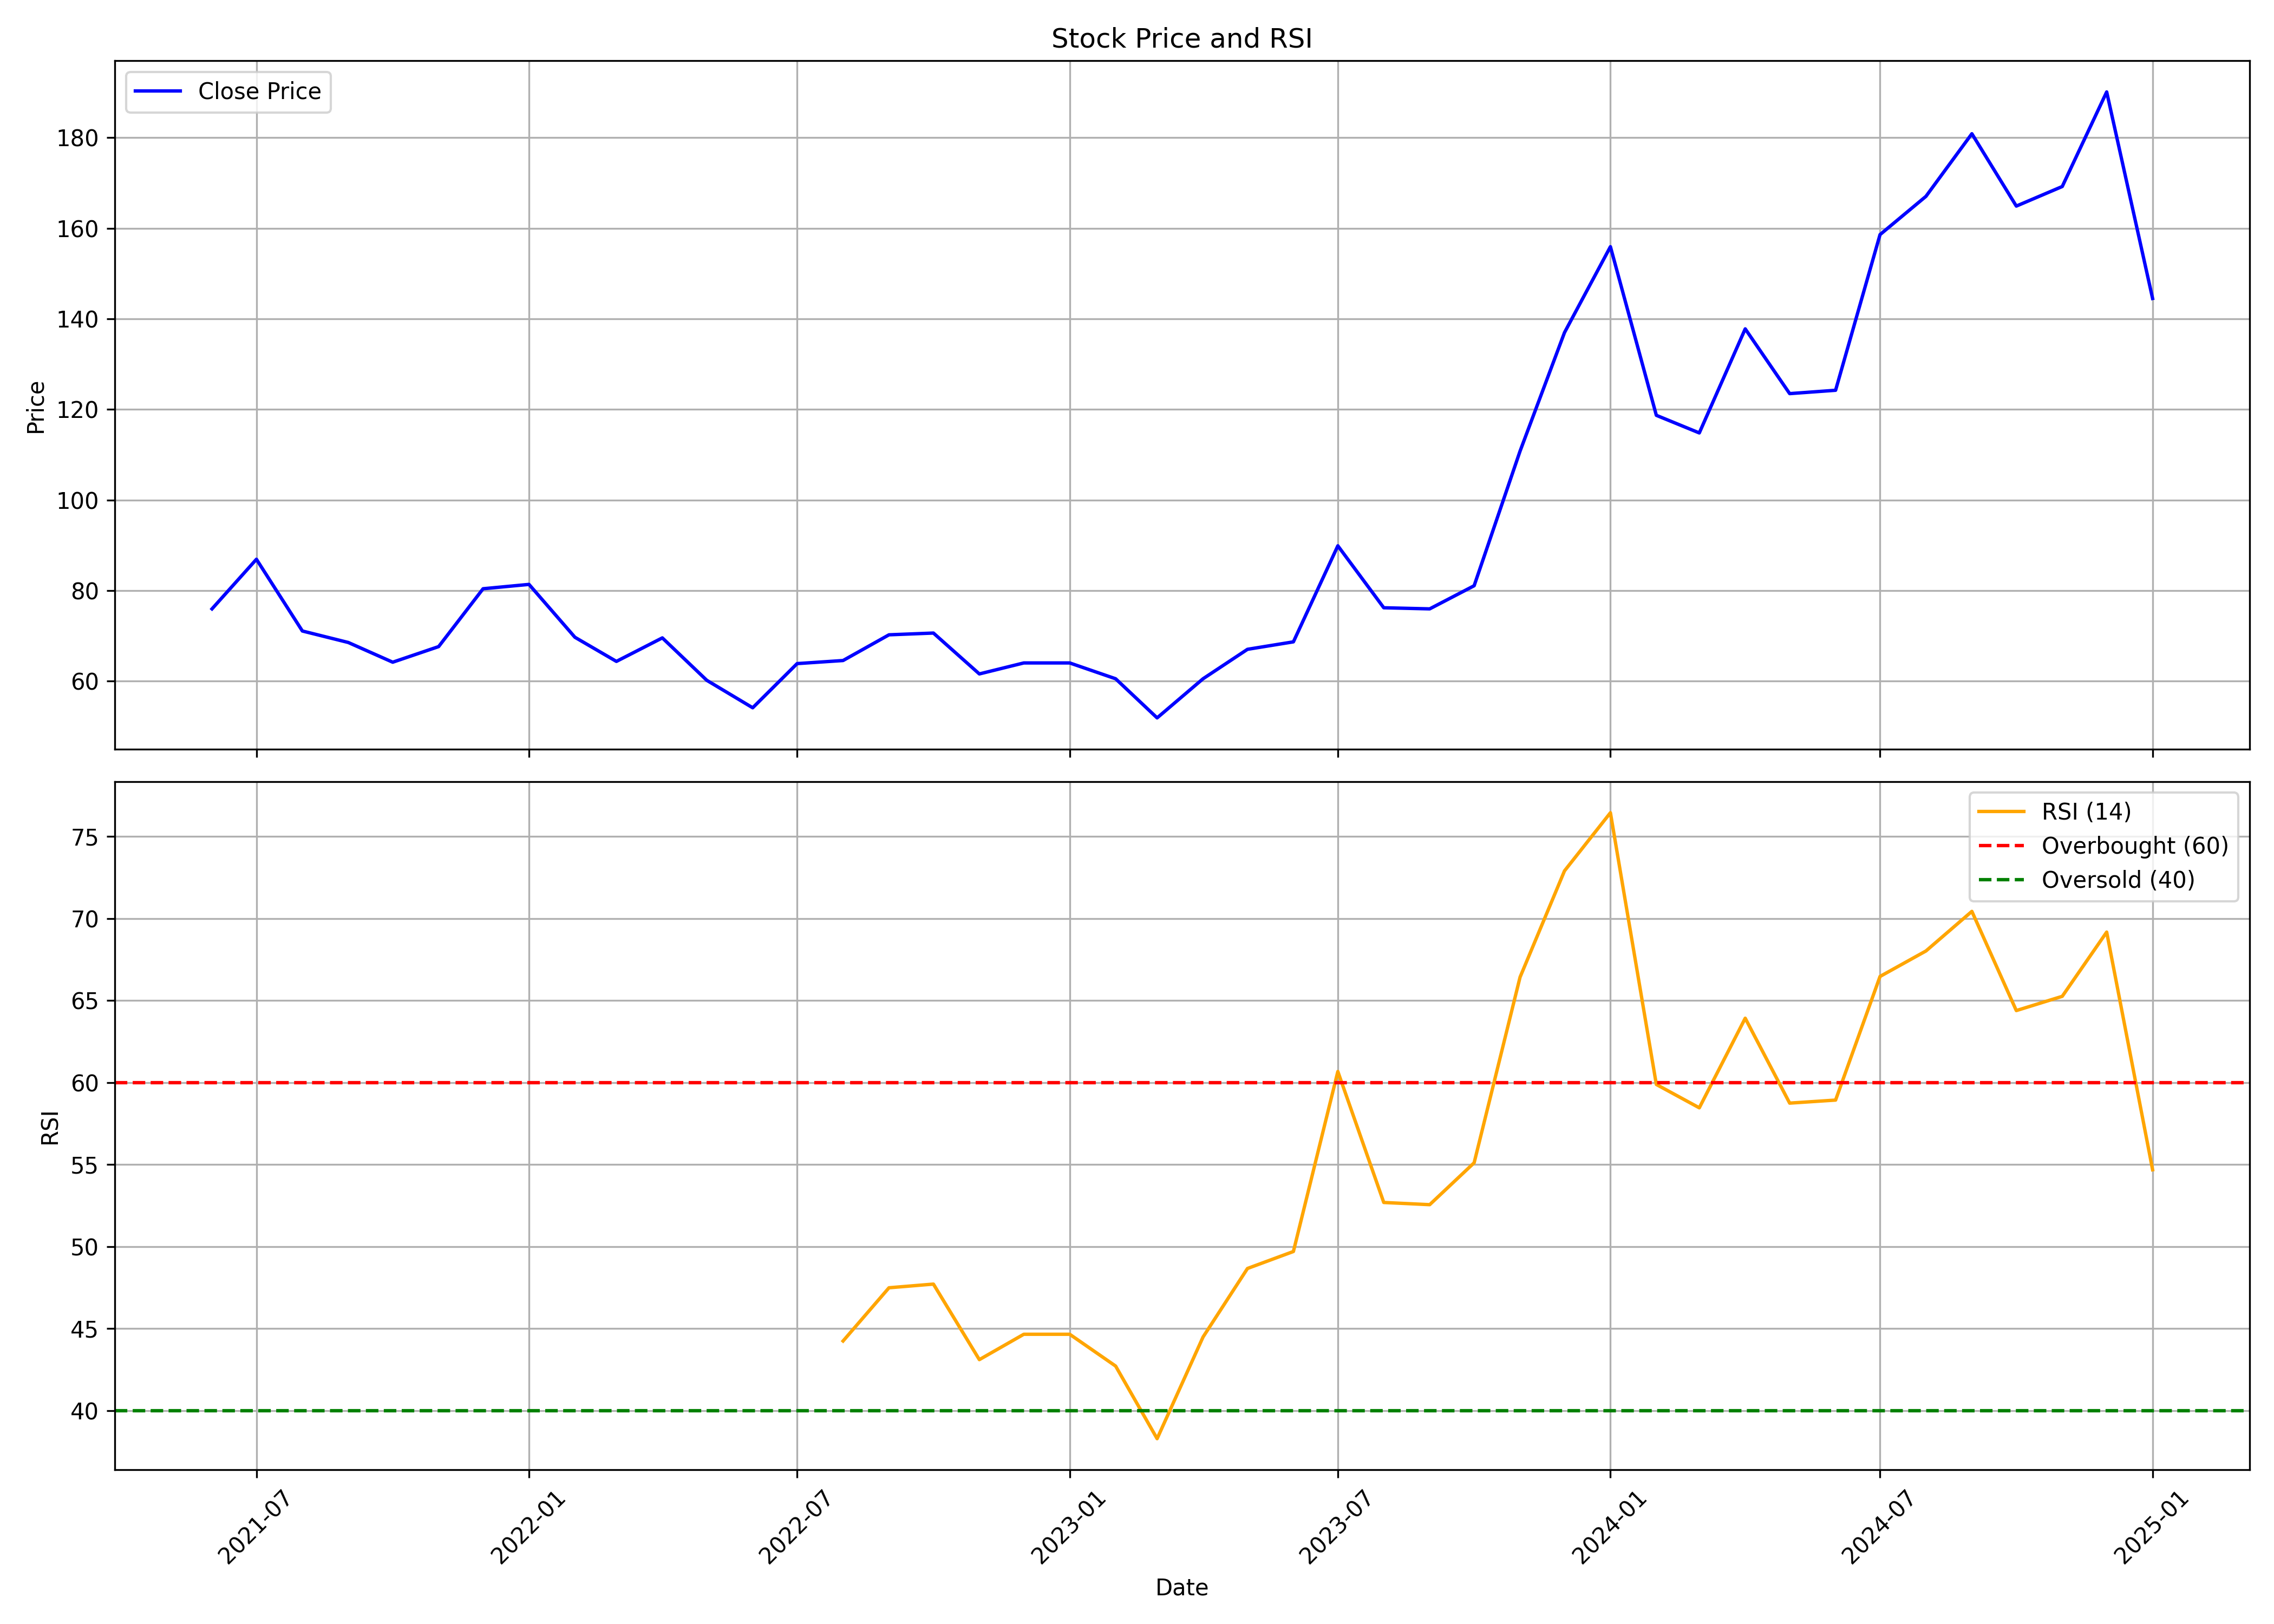 Stock Price and RSI
Close Price
180
160
140
120
100
80
60
Price
RSI (14)
Overbought (60)
Oversold (40)
75
70
65
60
55
50
45
40
RSI
2021-07
2022-01
2022-07
2023-01
2023-07
2024-01
2024-07
2025-01
Date